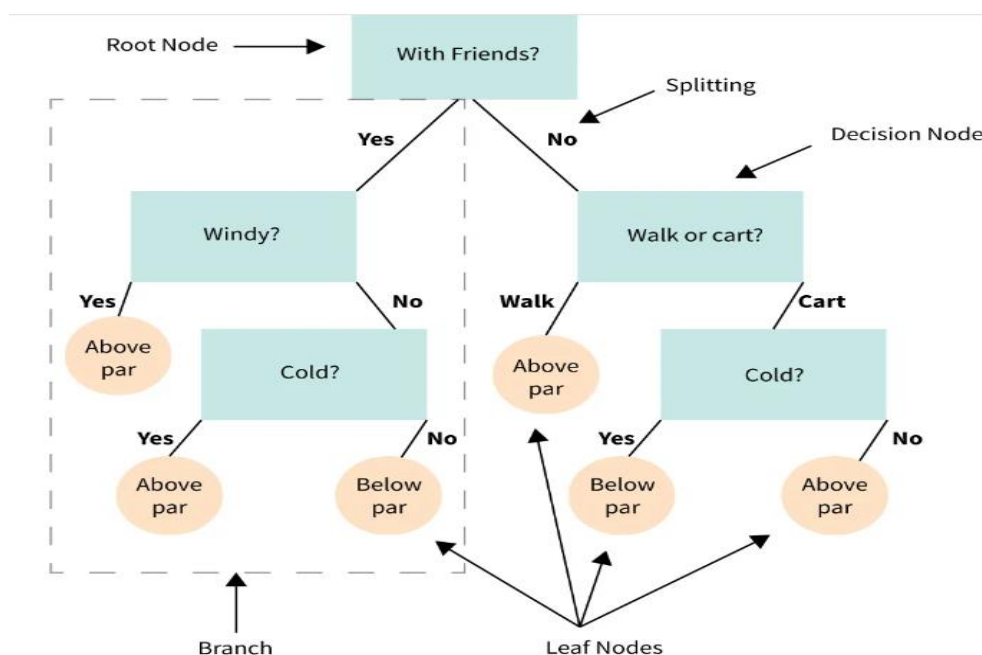 Root Node
With Friends?
Splitting
Yes
No
Decision Node
Windy?
Walk or cart?
Yes
No
Walk
Cart
Above
par
Cold?
Above
par
Cold?
Yes
No
Yes
No
Above
par
Below
par
Below
par
Above
par
Branch
Leaf Nodes